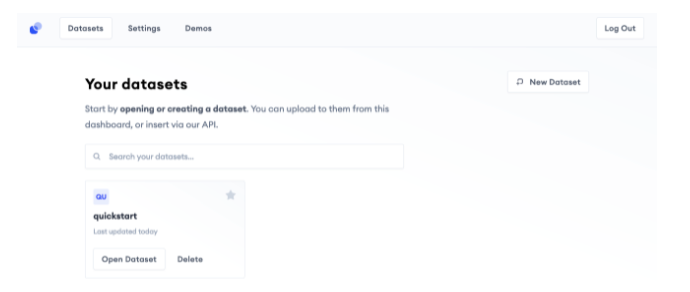 Datasets Settings Demos Log Out
Your datasets
New Dataset
Start by opening or creating a dataset. You can upload to them from this
dashboard, or insert via our API.
Search your datasets...
QU
quickstart
Last updated today
Open Dataset Delete